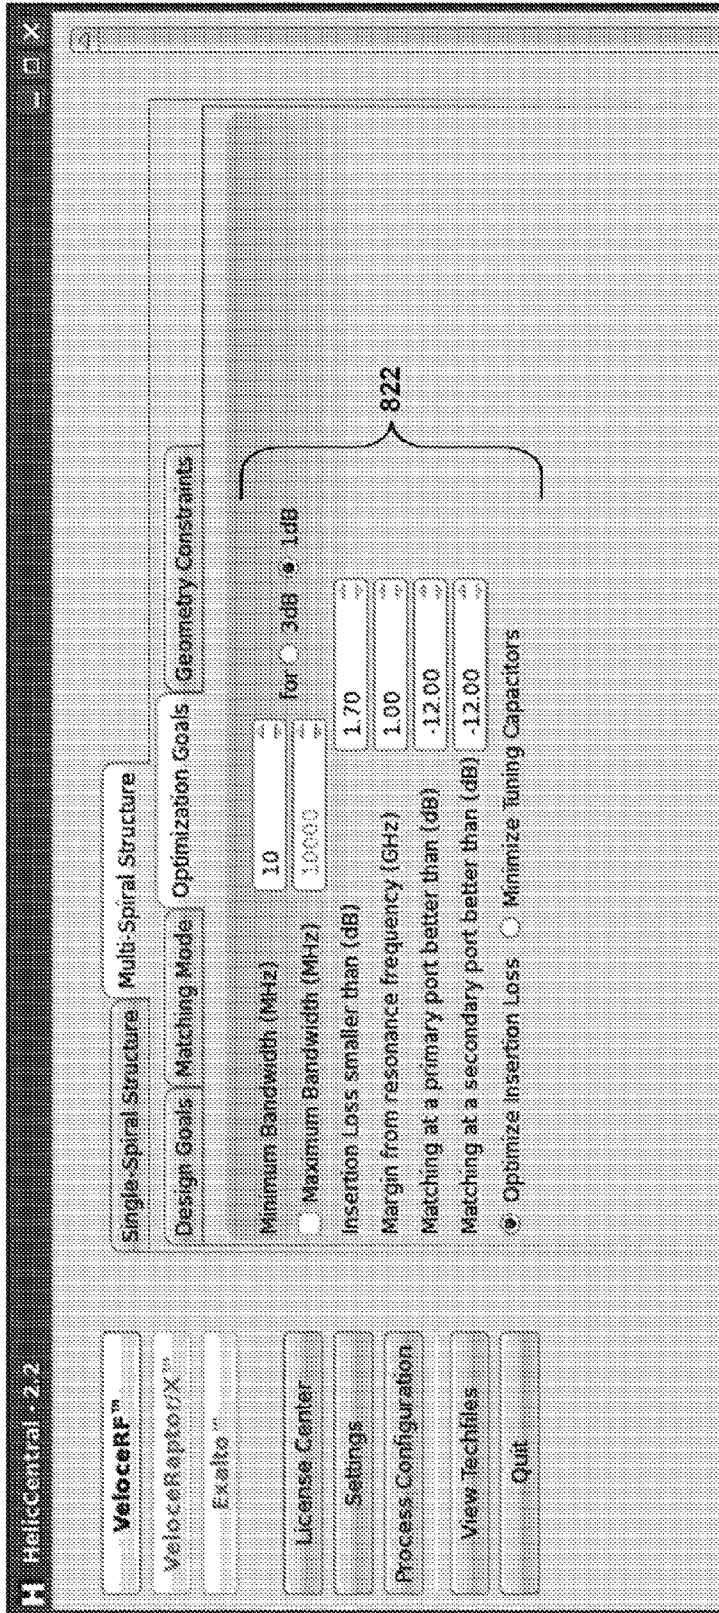 H HelicCentral - 2.2
VeloceRF™
VeloceRaptor/X™
Exalto™
License Center
Settings
Process Configuration
View Techfiles
Quit
Single-Spiral Structure Multi-Spiral Structure
Design Goals Matching Mode Optimization Goals Geometry Constraints
Minimum Bandwidth (MHz) 10
Maximum Bandwidth (MHz) 10000
for 3dB 1dB
Insertion Loss smaller than (dB) 1.70
Margin from resonance frequency (GHz) 1.00
Matching at a primary port better than (dB) -12.00
Matching at a secondary port better than (dB) -12.00
Optimize Insertion Loss Minimize Tuning Capacitors
822